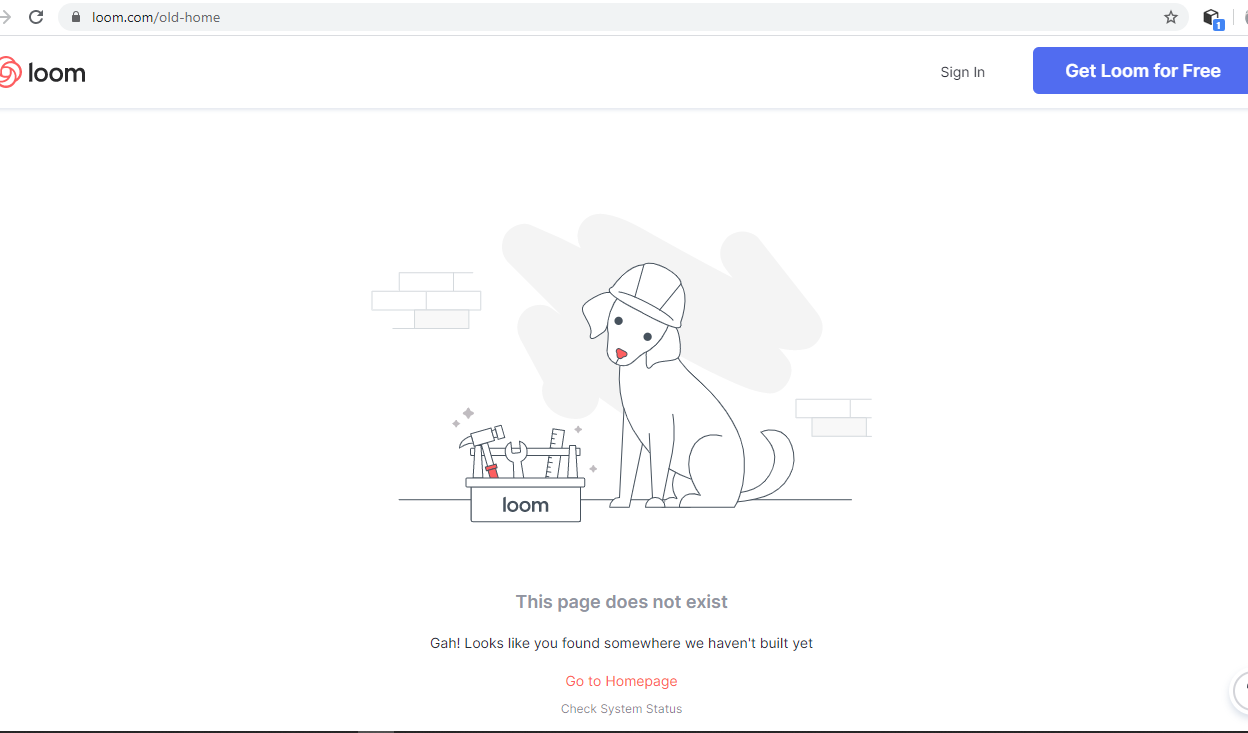 loom.com/old-home
1
loom
Sign In
Get Loom for Free
loom
This page does not exist
Gah! Looks like you found somewhere we haven't built yet
Go to Homepage
Check System Status